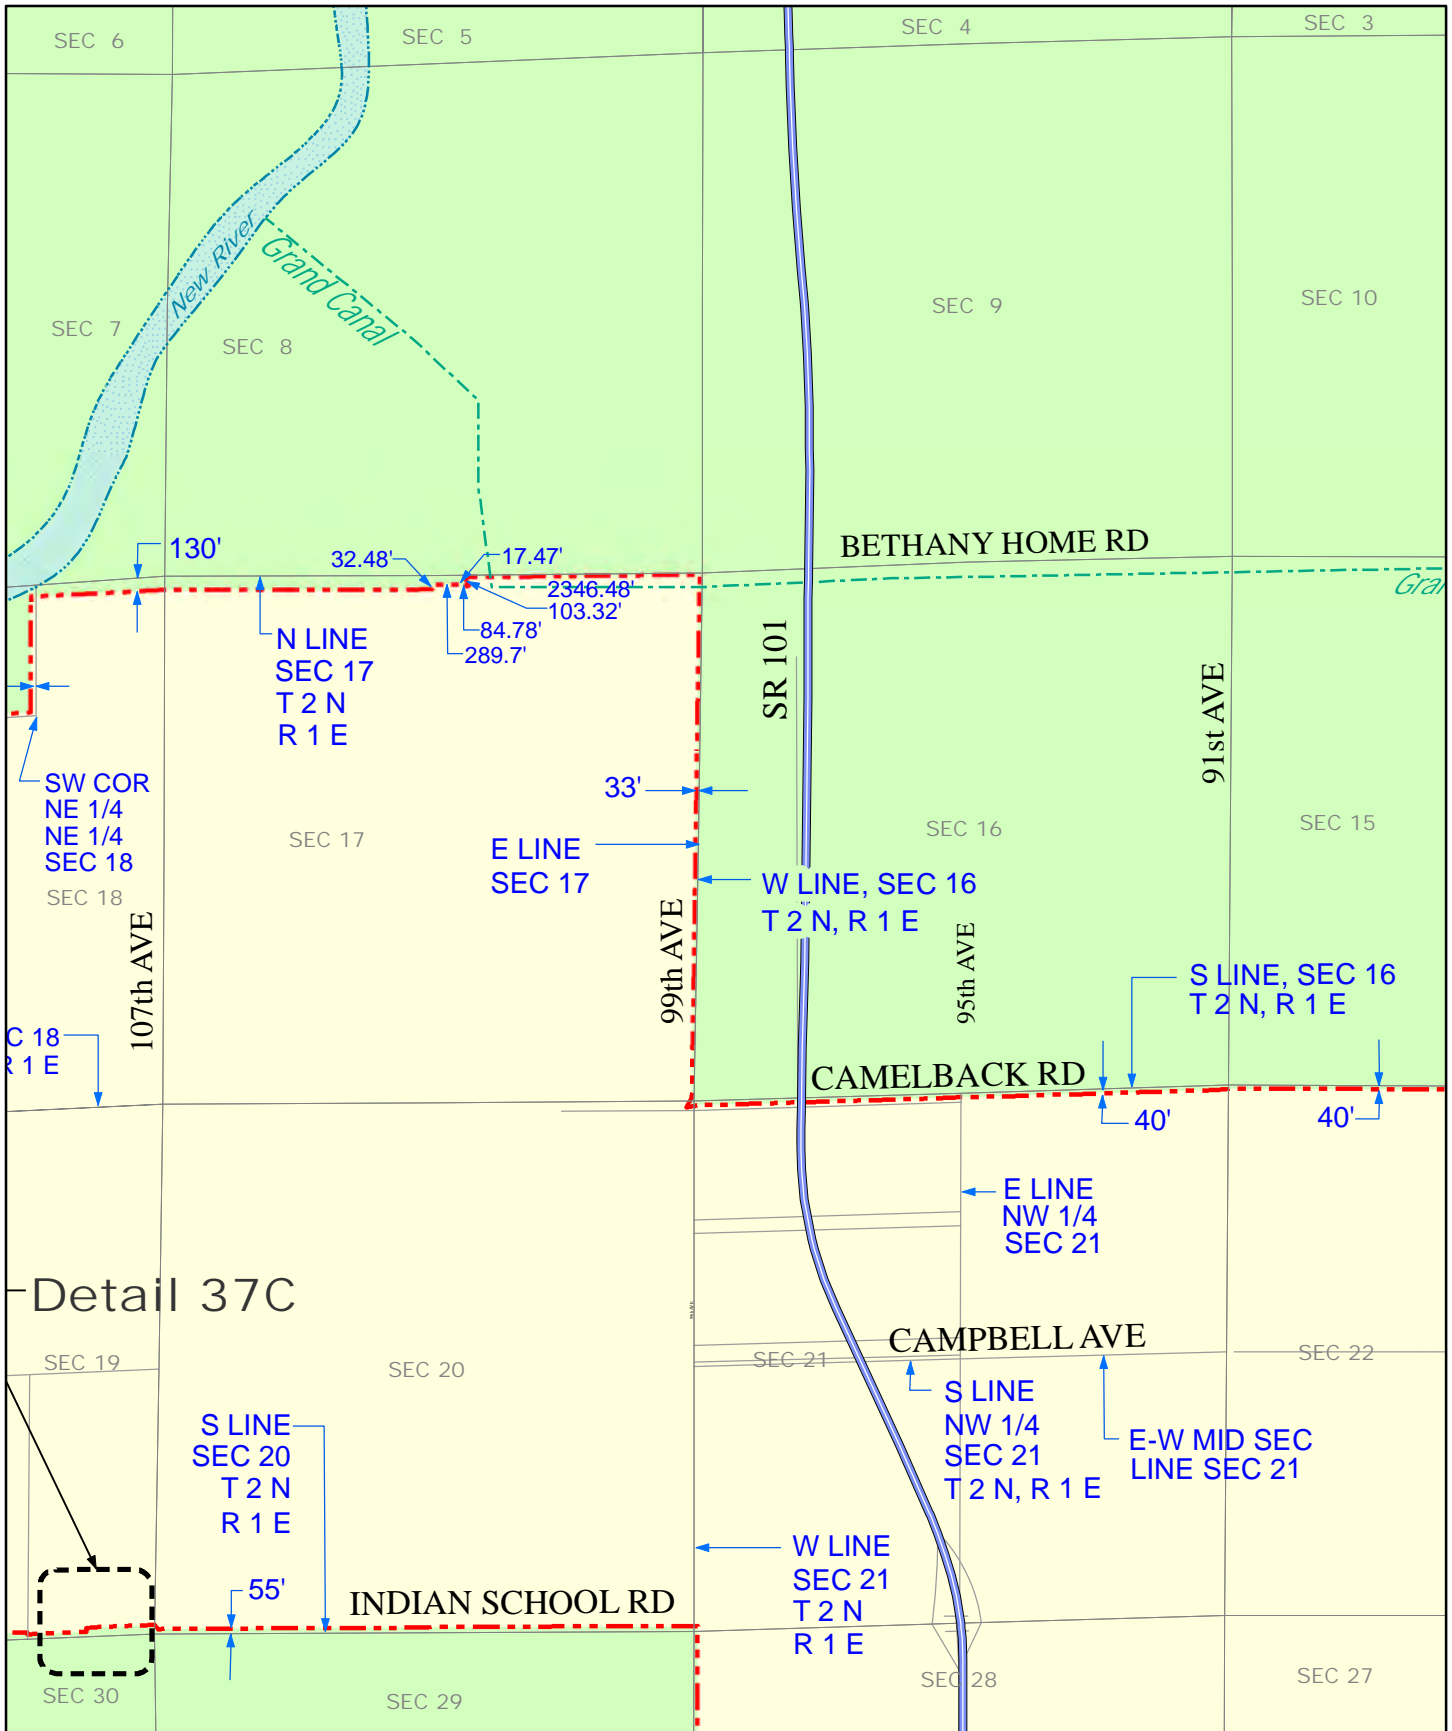 SEC 6
SEC 5
SEC 4
SEC 3
New River
Grand Canal
SEC 7
SEC 8
SEC 9
SEC 10
130'
32.48'
17.47'
2346.48'
103.32'
84.78'
289.7'
BETHANY HOME RD
Gra
N LINE
SEC 17
T 2 N
R 1 E
SR 101
91st AVE
SW COR
NE 1/4
NE 1/4
SEC 18
33'
SEC 17
E LINE
SEC 17
SEC 16
SEC 15
SEC 18
W LINE, SEC 16
T 2 N, R 1 E
107th AVE
99th AVE
95th AVE
S LINE, SEC 16
T 2 N, R 1 E
C 18
R 1 E
CAMELBACK RD
40'
40'
E LINE
NW 1/4
SEC 21
Detail 37C
CAMPBELL AVE
SEC 19
SEC 20
SEC 21
SEC 22
S LINE
SEC 20
T 2 N
R 1 E
S LINE
NW 1/4
SEC 21
T 2 N, R 1 E
E-W MID SEC
LINE SEC 21
W LINE
SEC 21
T 2 N
R 1 E
55'
INDIAN SCHOOL RD
SEC 30
SEC 29
SEC 28
SEC 27